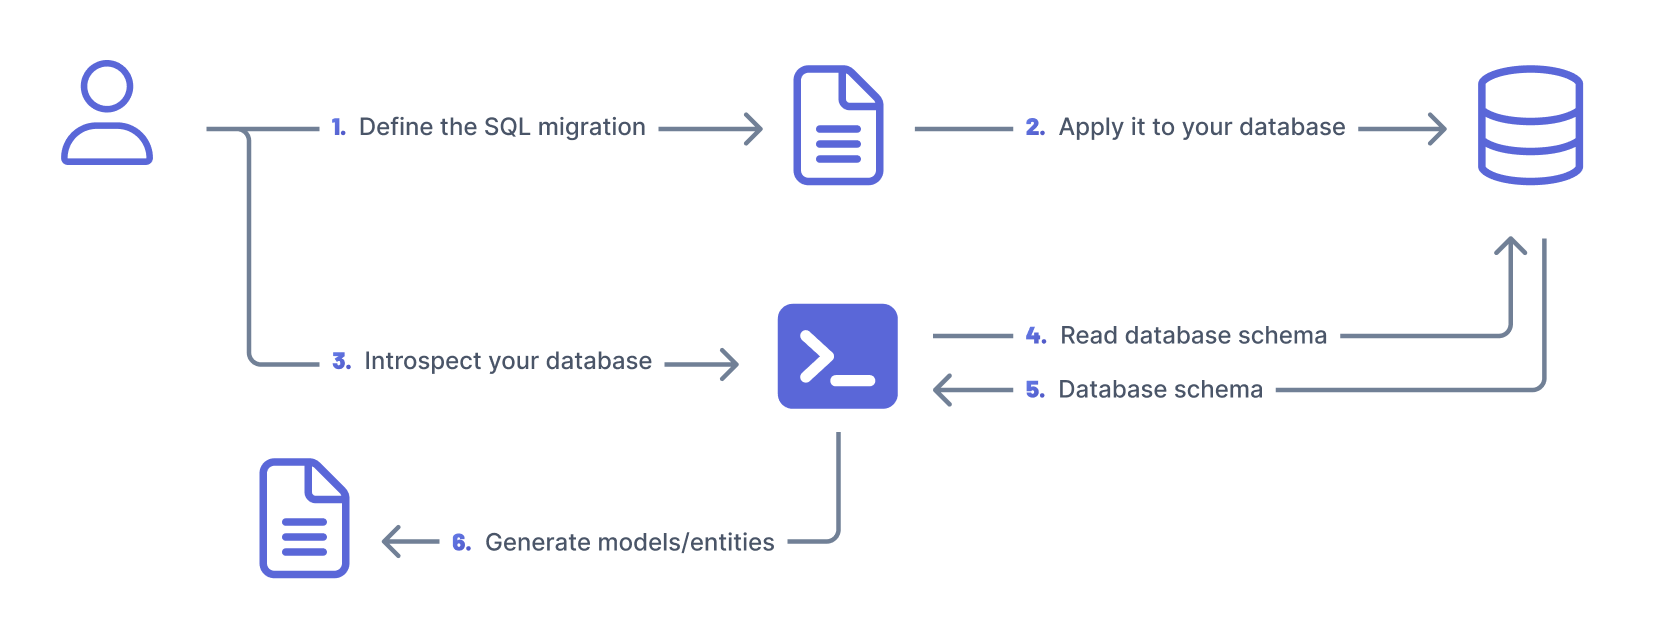 1. Define the SQL migration
2. Apply it to your database
3. Introspect your database
4. Read database schema
5. Database schema
6. Generate models/entities